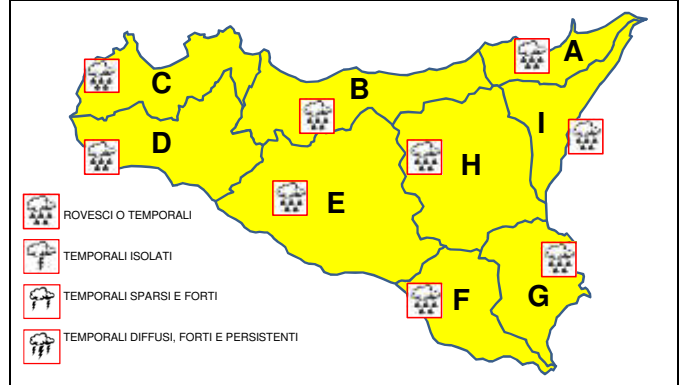 A
B
C
I
D
H
E
ROVESCI O TEMPORALI
TEMPORALI ISOLATI
TEMPORALI SPARSI E FORTI
F
G
TEMPORALI DIFFUSI, FORTI E PERSISTENTI